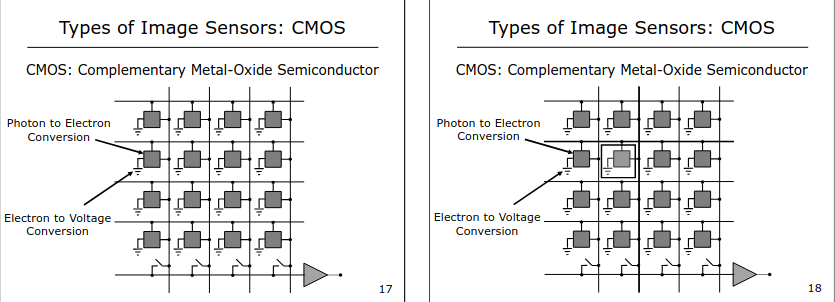 Types of Image Sensors: CMOS
CMOS: Complementary Metal-Oxide Semiconductor
Photon to Electron
Conversion
Electron to Voltage
Conversion
17
Types of Image Sensors: CMOS
CMOS: Complementary Metal-Oxide Semiconductor
Photon to Electron
Conversion
Electron to Voltage
Conversion
18